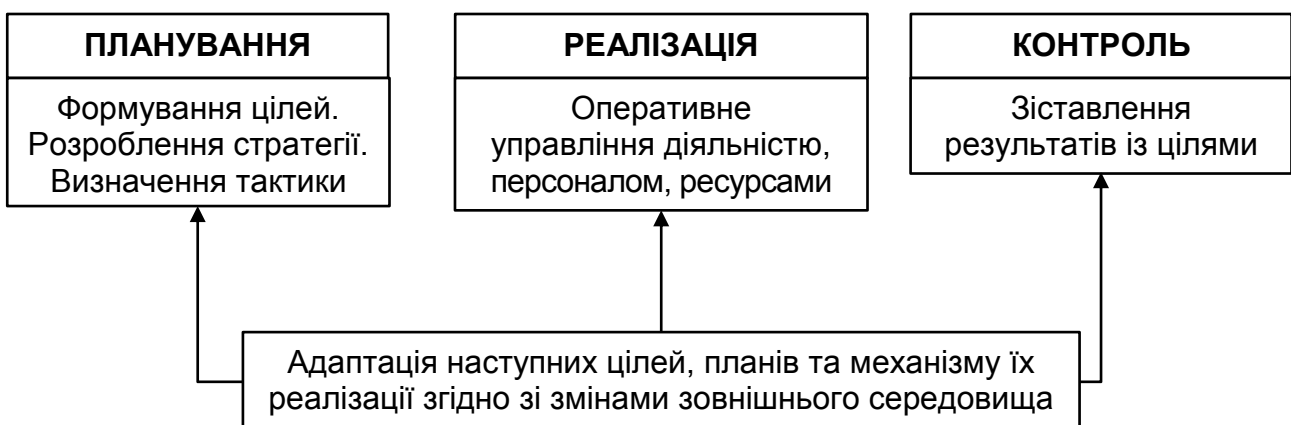 ПЛАНУВАННЯ
Формування цілей.
Розроблення стратегії.
Визначення тактики
РЕАЛІЗАЦІЯ
Оперативне
управління діяльністю,
персоналом, ресурсами
КОНТРОЛЬ
Зіставлення
результатів із цілями
Адаптація наступних цілей, планів та механізму їх
реалізації згідно зі змінами зовнішнього середовища